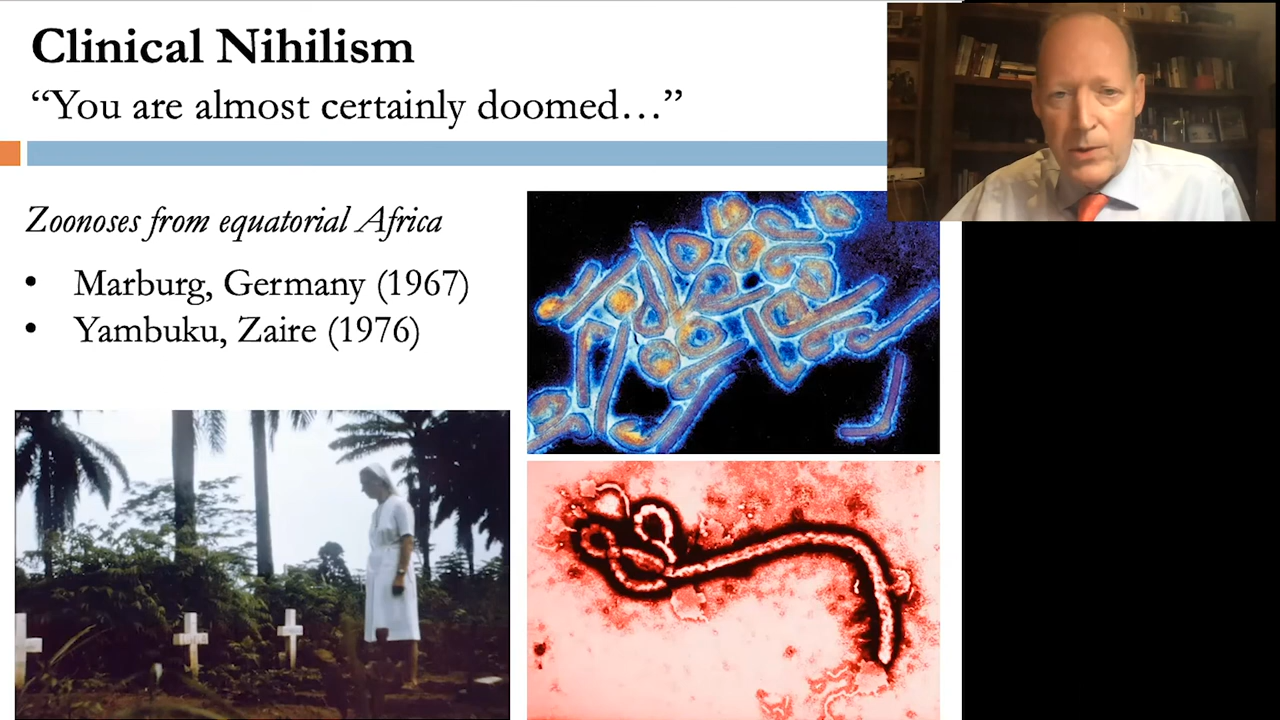 Clinical Nihilism
“You are almost certainly doomed…”
Zoonoses from equatorial Africa
• Marburg, Germany (1967)
• Yambuku, Zaire (1976)